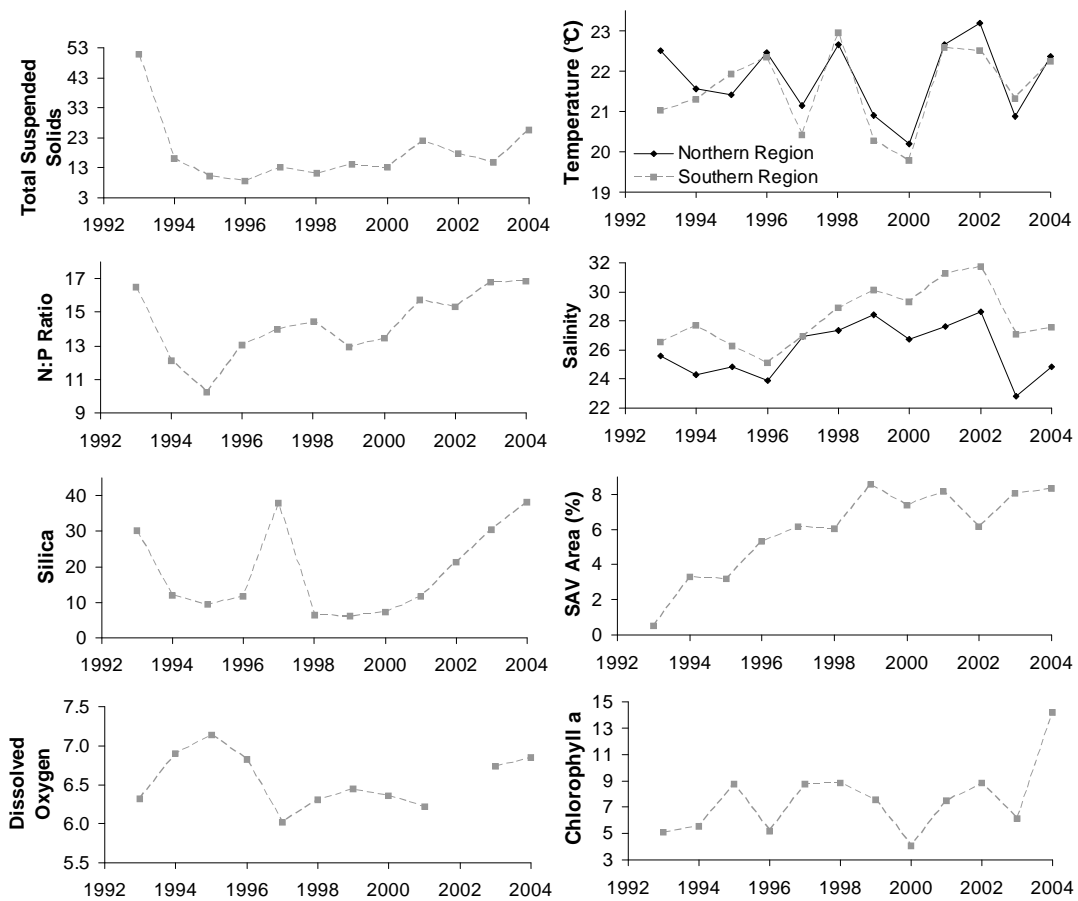 Total Suspended
Solids
53
43
33
23
13
3
1992 1994 1996 1998 2000 2002 2004
Temperature (°C)
23
22
21
20
19
Northern Region
Southern Region
1992 1994 1996 1998 2000 2002 2004
N:P Ratio
17
15
13
11
9
1992 1994 1996 1998 2000 2002 2004
Salinity
32
30
28
26
24
22
1992 1994 1996 1998 2000 2002 2004
Silica
40
30
20
10
0
1992 1994 1996 1998 2000 2002 2004
SAV Area (%)
8
6
4
2
0
1992 1994 1996 1998 2000 2002 2004
Dissolved
Oxygen
7.5
7.0
6.5
6.0
5.5
1992 1994 1996 1998 2000 2002 2004
Chlorophyll a
15
13
11
9
7
5
3
1992 1994 1996 1998 2000 2002 2004